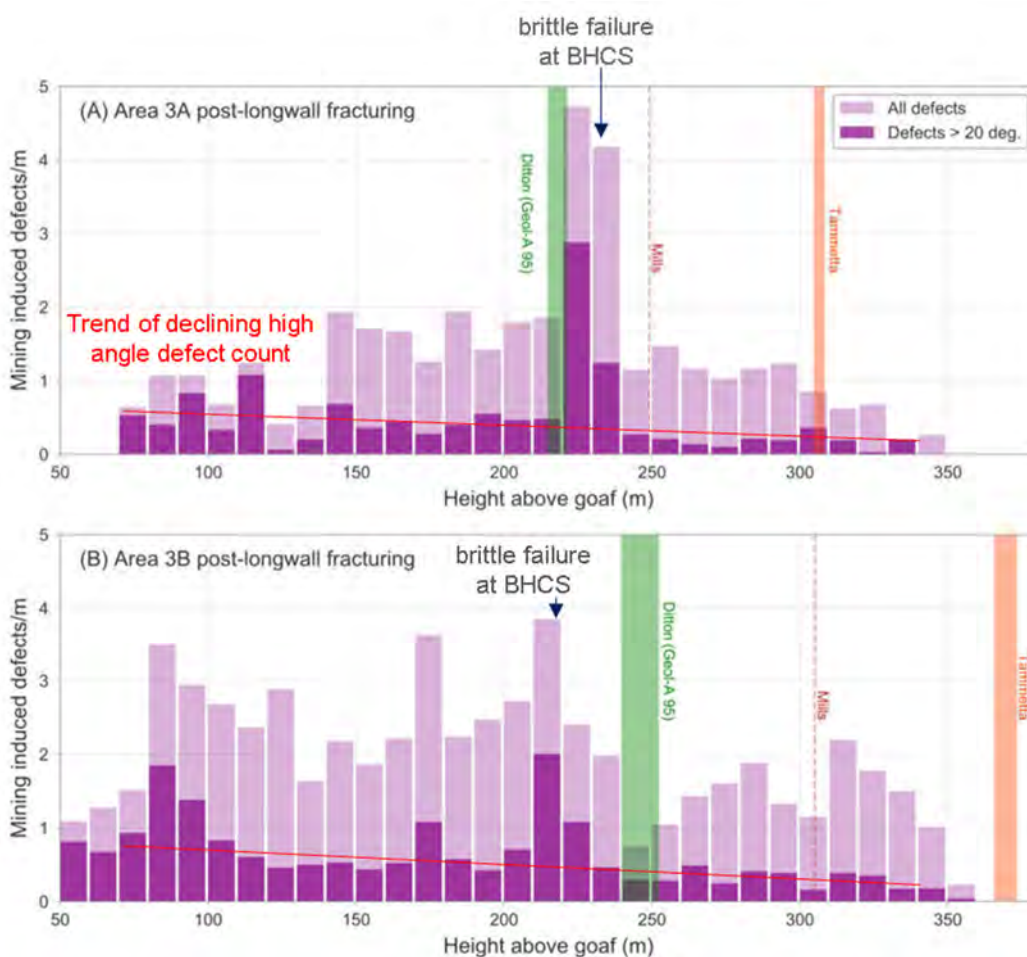 brittle failure
at BHCS
(A) Area 3A post-longwall fracturing
All defects
Defects > 20 deg.
Ditton (Geol-A 95)
Mills
Tammetta
Trend of declining high
angle defect count
Mining induced defects/m
5
4
3
2
1
0
50
100
150
200
250
300
350
Height above goaf (m)
(B) Area 3B post-longwall fracturing
brittle failure
at BHCS
Ditton (Geol-A 95)
Mills
Tammetta
Mining induced defects/m
5
4
3
2
1
0
50
100
150
200
250
300
350
Height above goaf (m)